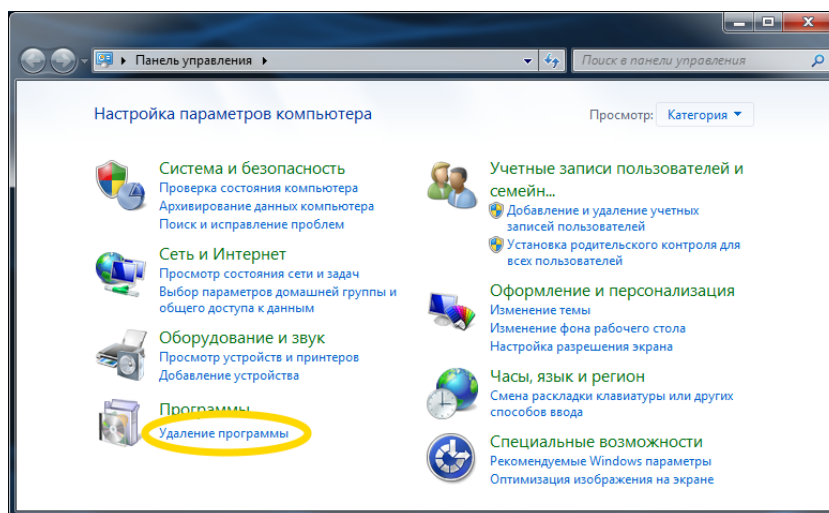 Панель управления
Поиск в панели управления
Настройка параметров компьютера
Просмотр: Категория
Система и безопасность
Проверка состояния компьютера
Архивирование данных компьютера
Поиск и исправление проблем
Сеть и Интернет
Просмотр состояния сети и задач
Выбор параметров домашней группы и
общего доступа к данным
Оборудование и звук
Просмотр устройств и принтеров
Добавление устройства
Программы
Удаление программы
Учетные записи пользователей и
семейн...
Добавление и удаление учетных
записей пользователей
Установка родительского контроля для
всех пользователей
Оформление и персонализация
Изменение темы
Изменение фона рабочего стола
Настройка разрешения экрана
Часы, язык и регион
Смена раскладки клавиатуры или других
способов ввода
Специальные возможности
Рекомендуемые Windows параметры
Оптимизация изображения на экране